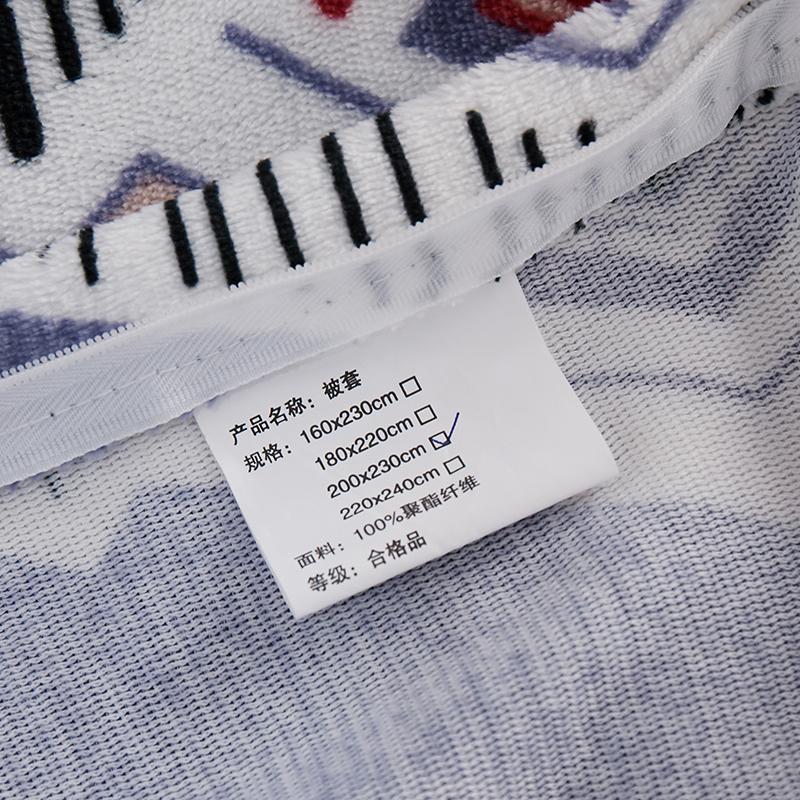 产品名称：被套
规格：160x230cm□
180x220cm□
200x230cm☑
220x240cm□
面料：100%聚酯纤维
等级：合格品